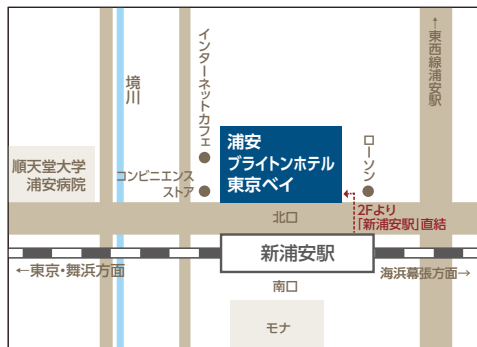 インターネットカフェ
↑東西線浦安駅
境川
浦安
ブライトンホテル
東京ベイ
ローソン
順天堂大学
浦安病院
コンビニエンス
ストア
北口
2Fより
「新浦安駅」直結
新浦安駅
←東京・舞浜方面
海浜幕張方面→
南口
モナ